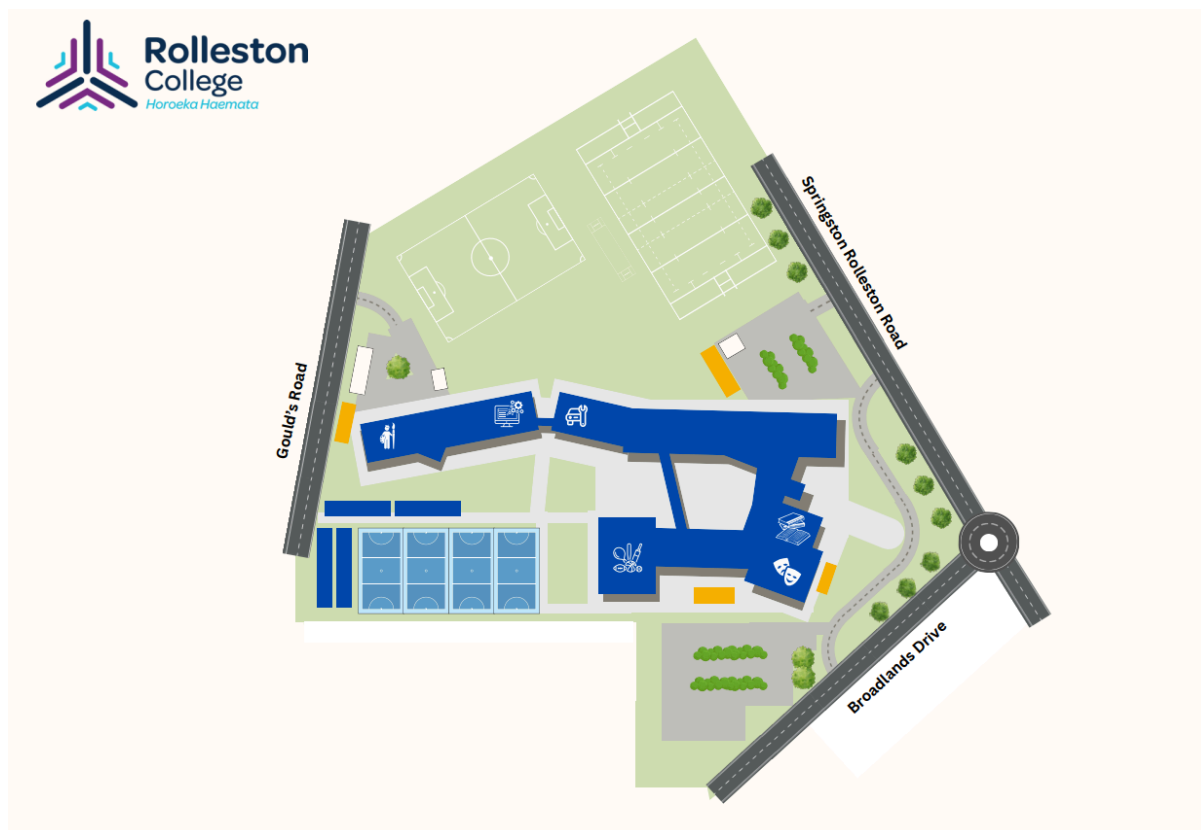 Rolleston
College
Horoeka Haemata
Springston Rolleston Road
Gould's Road
Broadlands Drive